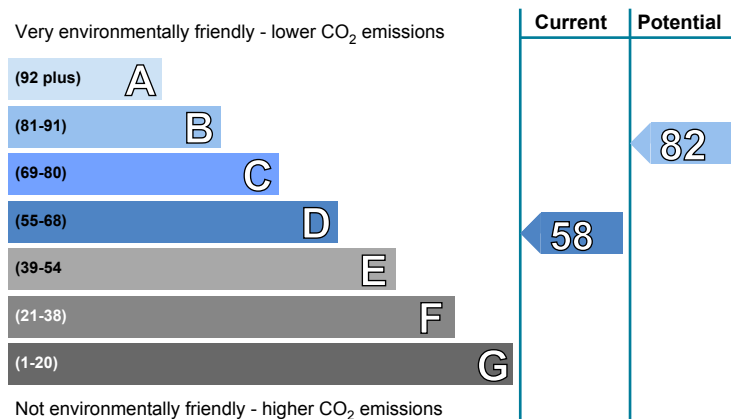 Current Potential
Very environmentally friendly - lower CO2 emissions
(92 plus) A
(81-91) B
82
(69-80) C
(55-68) D
58
(39-54 E
(21-38) F
(1-20) G
Not environmentally friendly - higher CO2 emissions